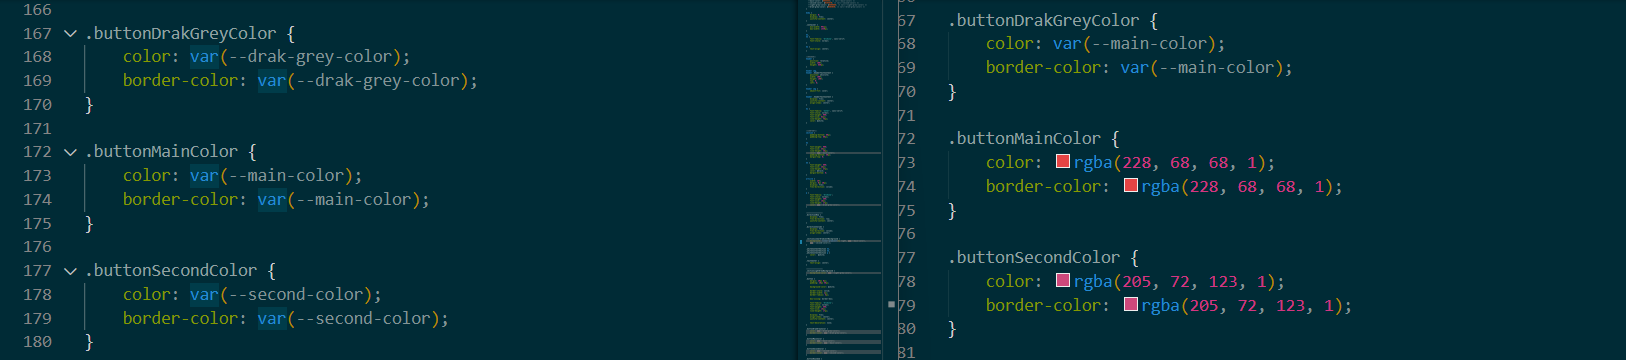 166
167 .buttonDrakGreyColor {
168 color: var(--drak-grey-color);
169 border-color: var(--drak-grey-color);
170 }
171
172 .buttonMainColor {
173 color: var(--main-color);
174 border-color: var(--main-color);
175 }
176
177 .buttonSecondColor {
178 color: var(--second-color);
179 border-color: var(--second-color);
180 }
67 .buttonDrakGreyColor {
68 color: var(--main-color);
69 border-color: var(--main-color);
70 }
71
72 .buttonMainColor {
73 color: rgba(228, 68, 68, 1);
74 border-color: rgba(228, 68, 68, 1);
75 }
76
77 .buttonSecondColor {
78 color: rgba(205, 72, 123, 1);
79 border-color: rgba(205, 72, 123, 1);
80 }
81